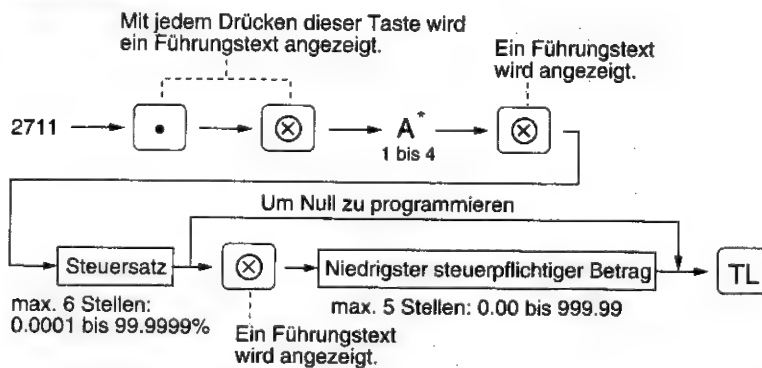 Mit jedem Drücken dieser Taste wird
ein Führungstext angezeigt.
Ein Führungstext
wird angezeigt.
2711 • ⊗ A* ⊗
1 bis 4
Um Null zu programmieren
Steuersatz ⊗ Niedrigster steuerpflichtiger Betrag TL
max. 6 Stellen:
0.0001 bis 99.9999%
max. 5 Stellen: 0.00 bis 999.99
Ein Führungstext
wird angezeigt.